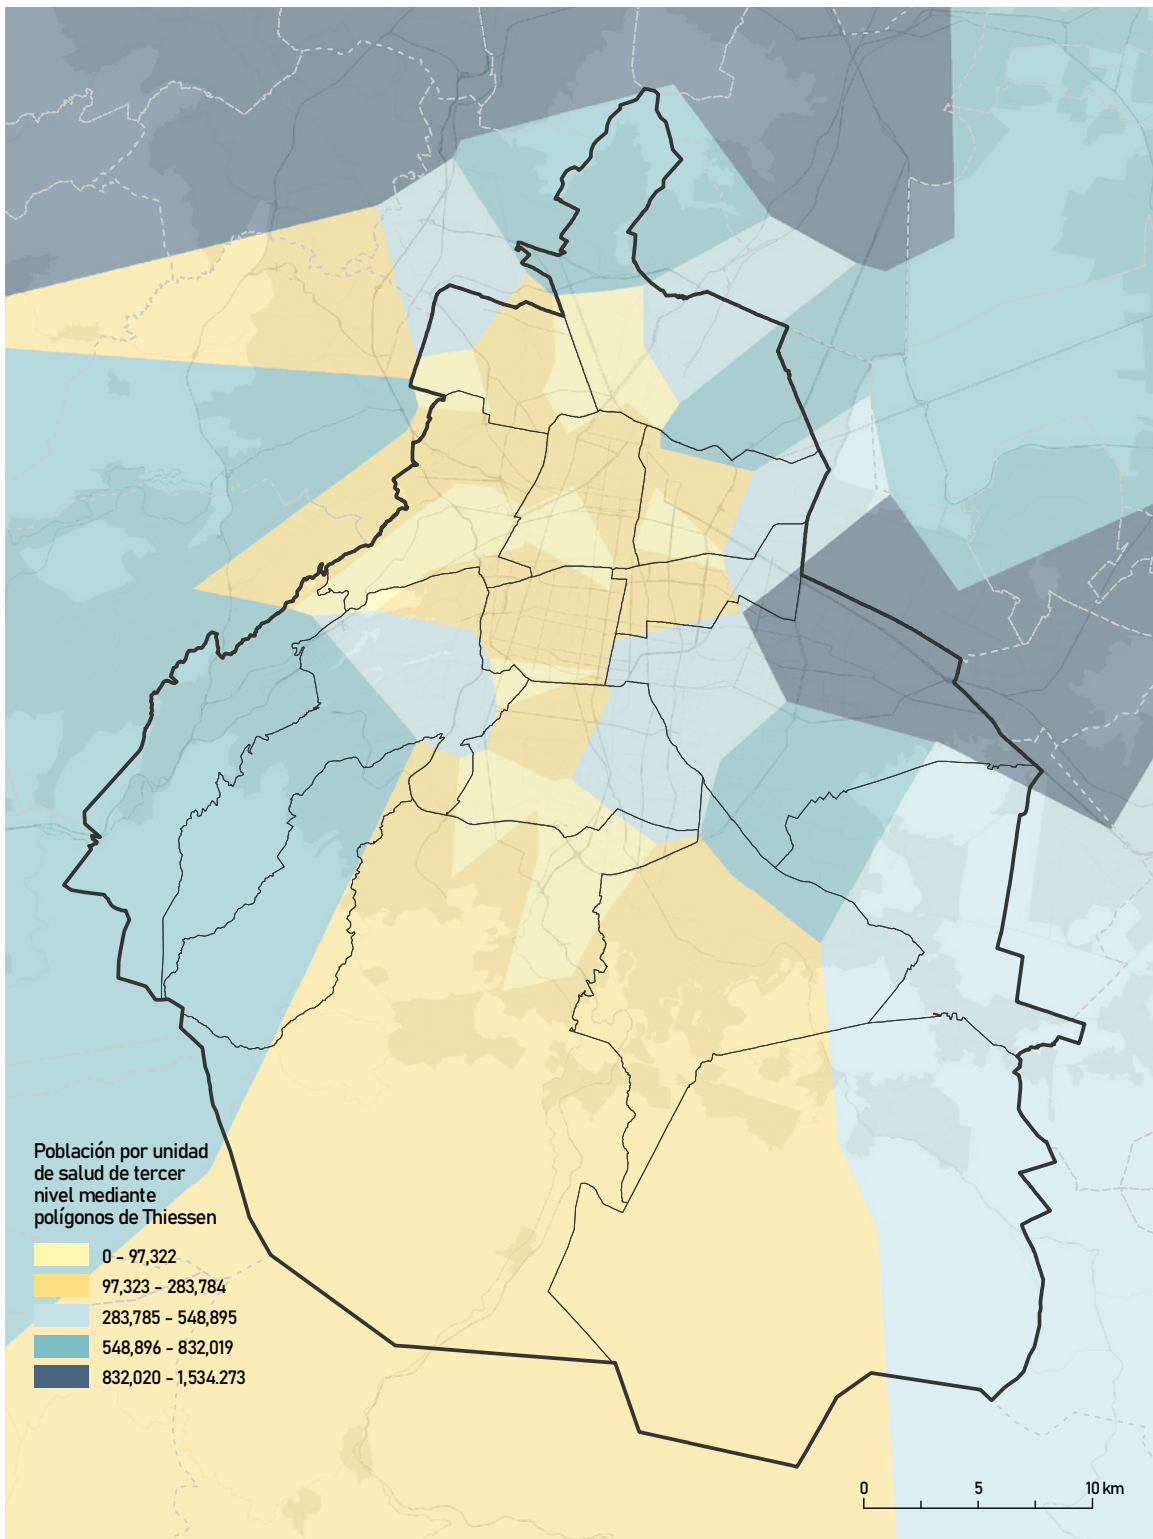 Población por unidad
de salud de tercer
nivel mediante
polígonos de Thiessen
0 - 97,322
97,323 - 283,784
283,785 - 548,895
548,896 - 832,019
832,020 - 1,534.273
0 5 10 km